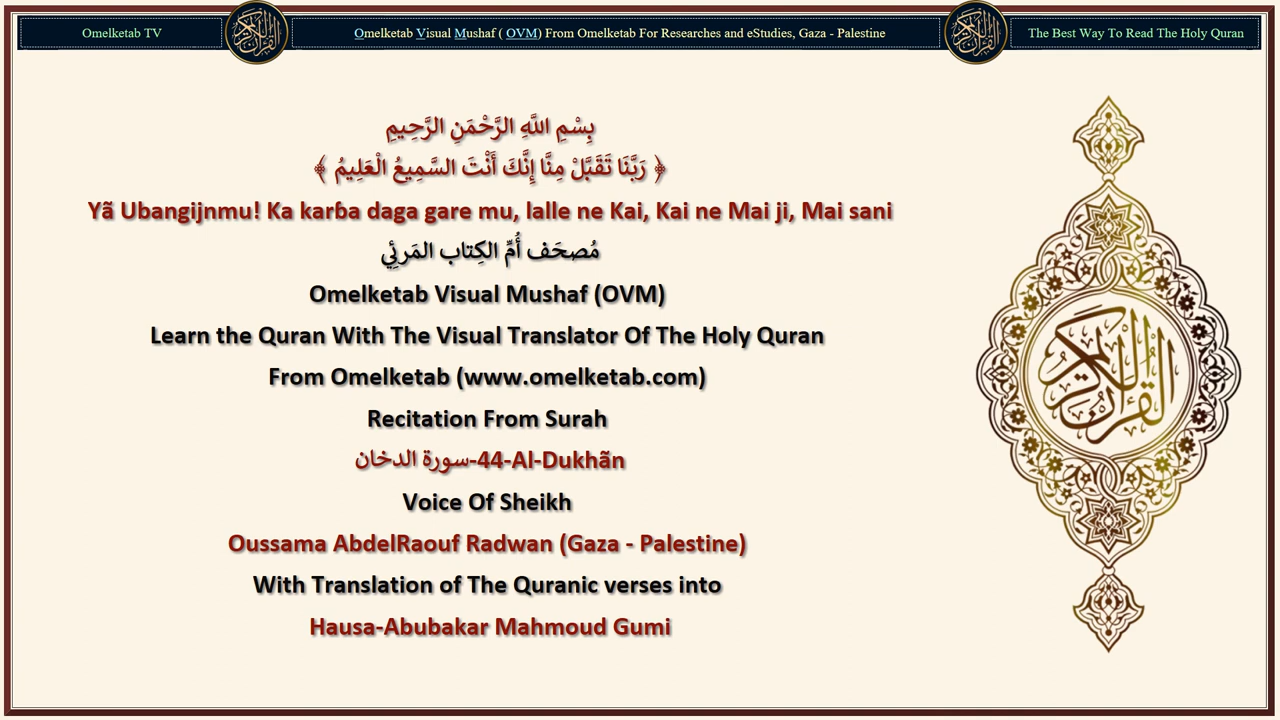 Omelketab TV
Omelketab Visual Mushaf ( OVM) From Omelketab For Researches and eStudies, Gaza - Palestine
The Best Way To Read The Holy Quran
بِسْمِ اللَّهِ الرَّحْمَنِ الرَّحِيمِ
﴿ رَبَّنَا تَقَبَّلْ مِنَّا إِنَّكَ أَنْتَ السَّمِيعُ الْعَلِيمُ ﴾
Yã Ubangijnmu! Ka karɓa daga gare mu, lalle ne Kai, Kai ne Mai ji, Mai sani
مُصحَف أُمِّ الكِتاب المَرئِي
Omelketab Visual Mushaf (OVM)
Learn the Quran With The Visual Translator Of The Holy Quran
From Omelketab (www.omelketab.com)
Recitation From Surah
سورة الدخان-44-Al-Dukhãn
Voice Of Sheikh
Oussama AbdelRaouf Radwan (Gaza - Palestine)
With Translation of The Quranic verses into
Hausa-Abubakar Mahmoud Gumi
القرآن الكريم